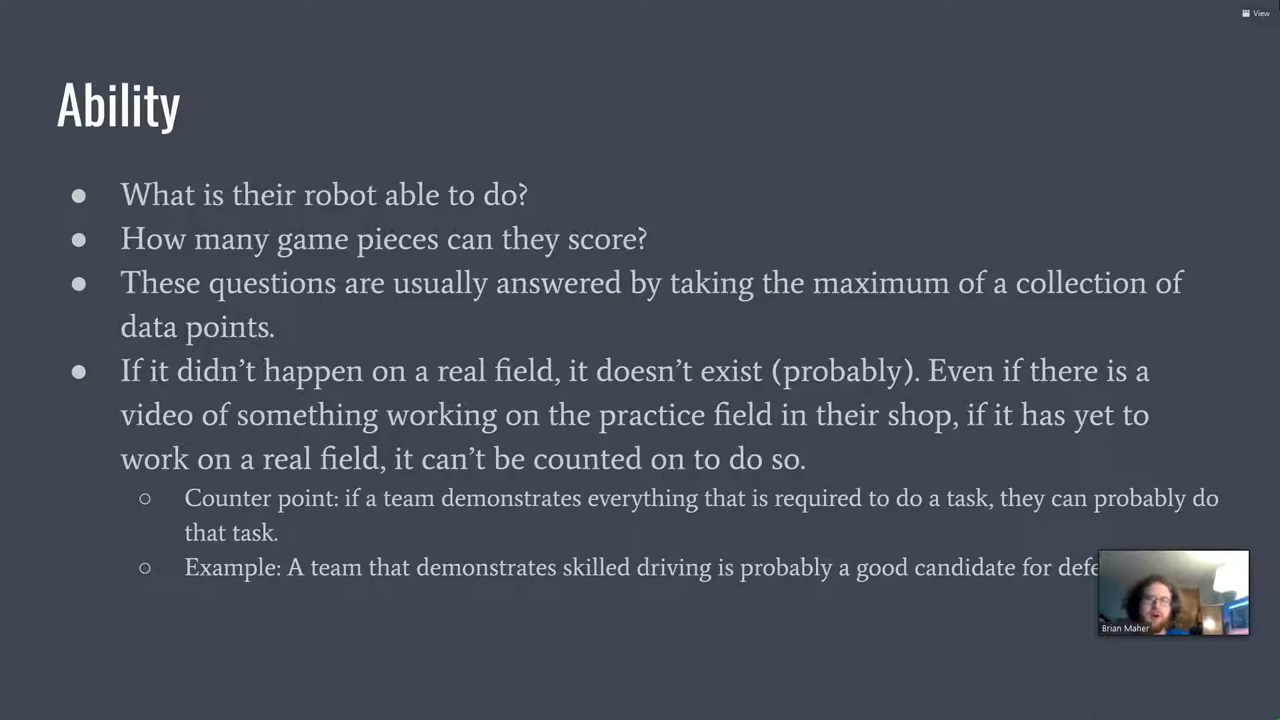 View
Ability
● What is their robot able to do?
● How many game pieces can they score?
● These questions are usually answered by taking the maximum of a collection of
data points.
● If it didn’t happen on a real field, it doesn’t exist (probably). Even if there is a
video of something working on the practice field in their shop, if it has yet to
work on a real field, it can’t be counted on to do so.
○ Counter point: if a team demonstrates everything that is required to do a task, they can probably do
that task.
○ Example: A team that demonstrates skilled driving is probably a good candidate for
Brian Maher